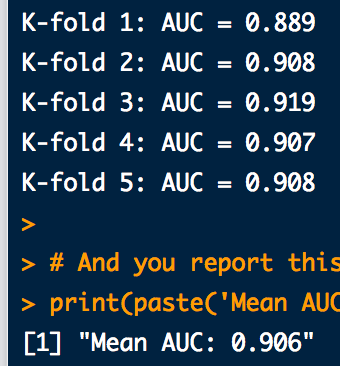 K-fold 1: AUC = 0.889
K-fold 2: AUC = 0.908
K-fold 3: AUC = 0.919
K-fold 4: AUC = 0.907
K-fold 5: AUC = 0.908
>
> # And you report this
> print(paste('Mean AUC
[1] "Mean AUC: 0.906"